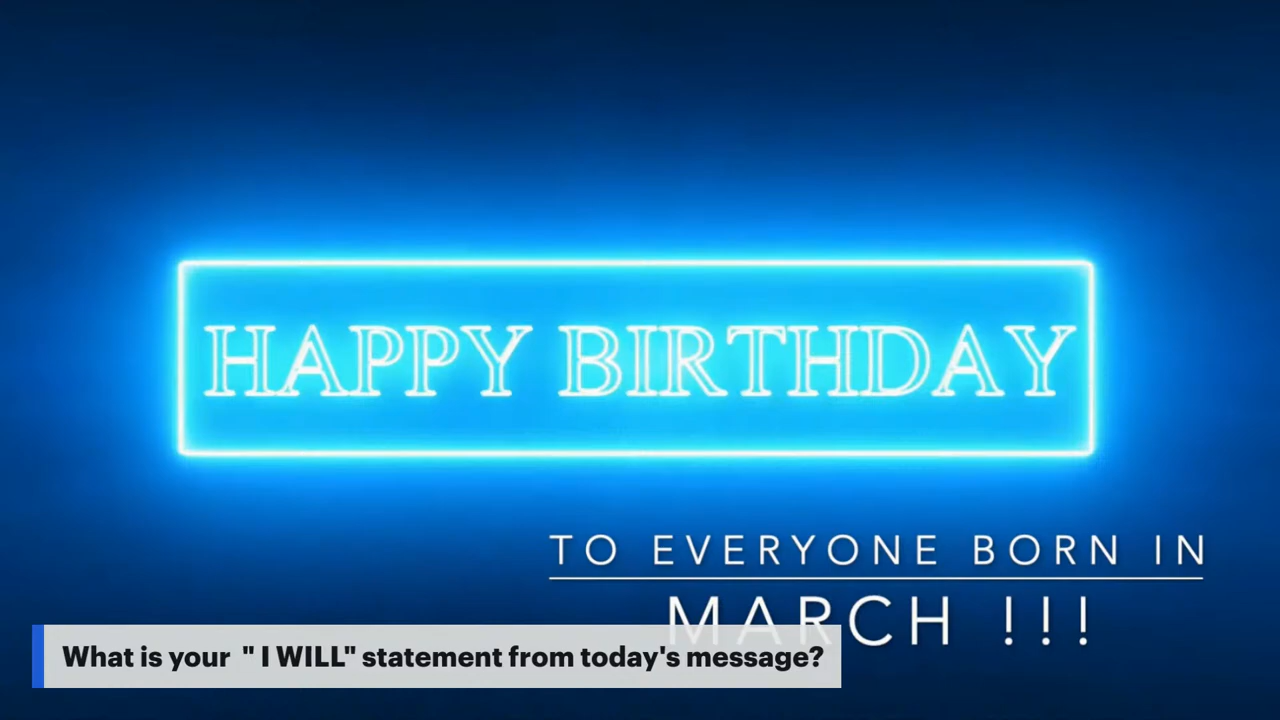 HAPPY BIRTHDAY
TO EVERYONE BORN IN
MARCH !!!
What is your " I WILL" statement from today's message?